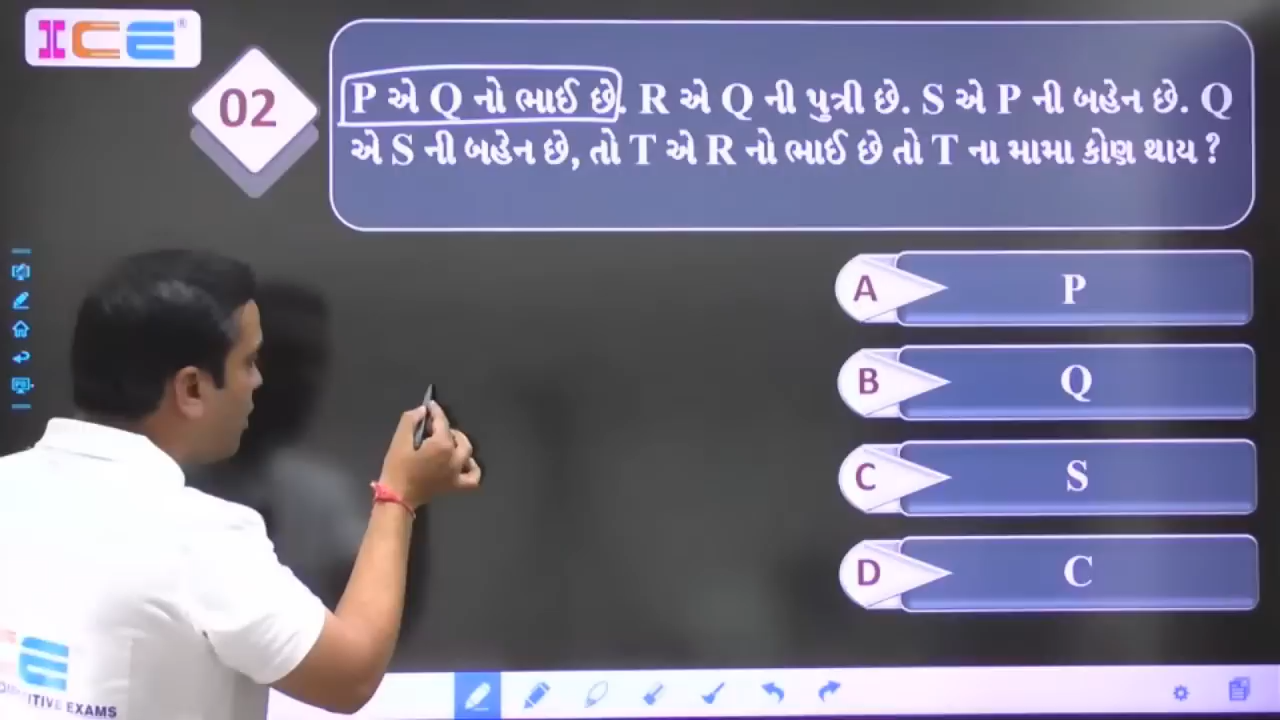 ICE
02
P એ Q નો ભાઈ છે. R એ Q ની પુત્રી છે. S એ P ની બહેન છે. Q
એ S ની બહેન છે, તો T એ R નો ભાઈ છે તો T ના મામા કોણ થાય ?
A P
B Q
C S
D C
E
ITIVE EXAMS